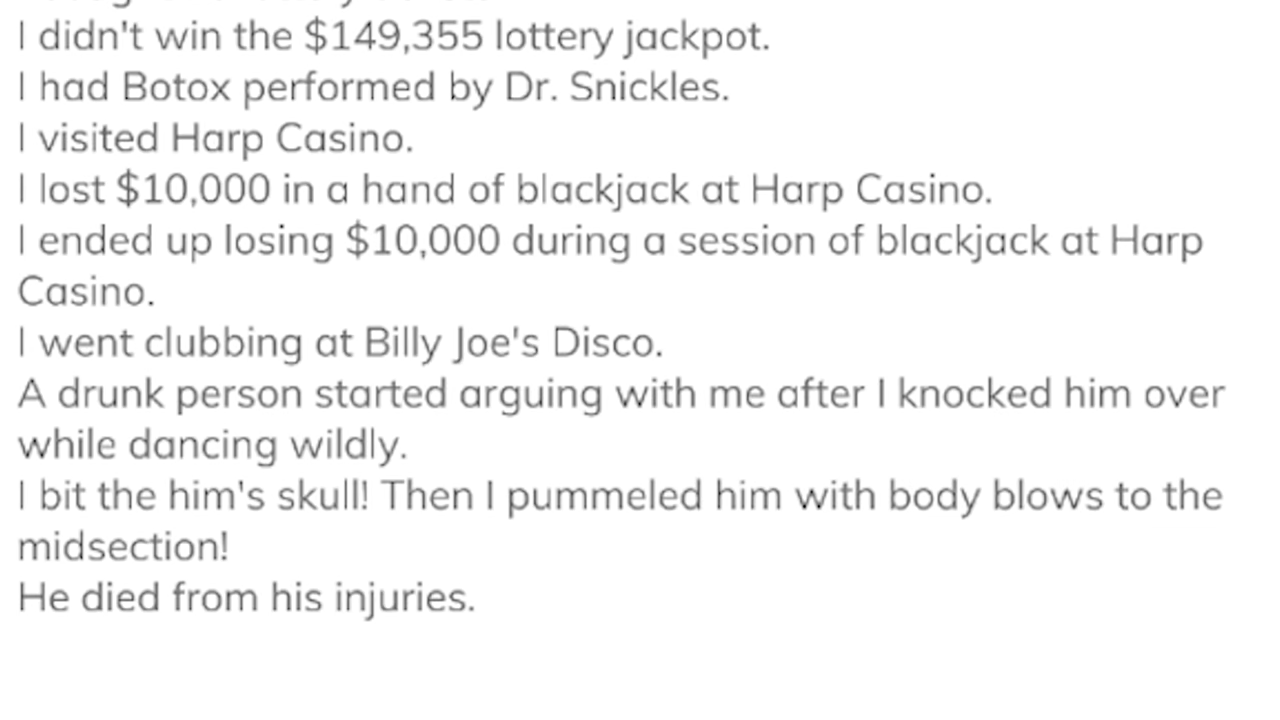 I didn't win the $149,355 lottery jackpot.
I had Botox performed by Dr. Snickles.
I visited Harp Casino.
I lost $10,000 in a hand of blackjack at Harp Casino.
I ended up losing $10,000 during a session of blackjack at Harp
Casino.
I went clubbing at Billy Joe's Disco.
A drunk person started arguing with me after I knocked him over
while dancing wildly.
I bit the him's skull! Then I pummeled him with body blows to the
midsection!
He died from his injuries.